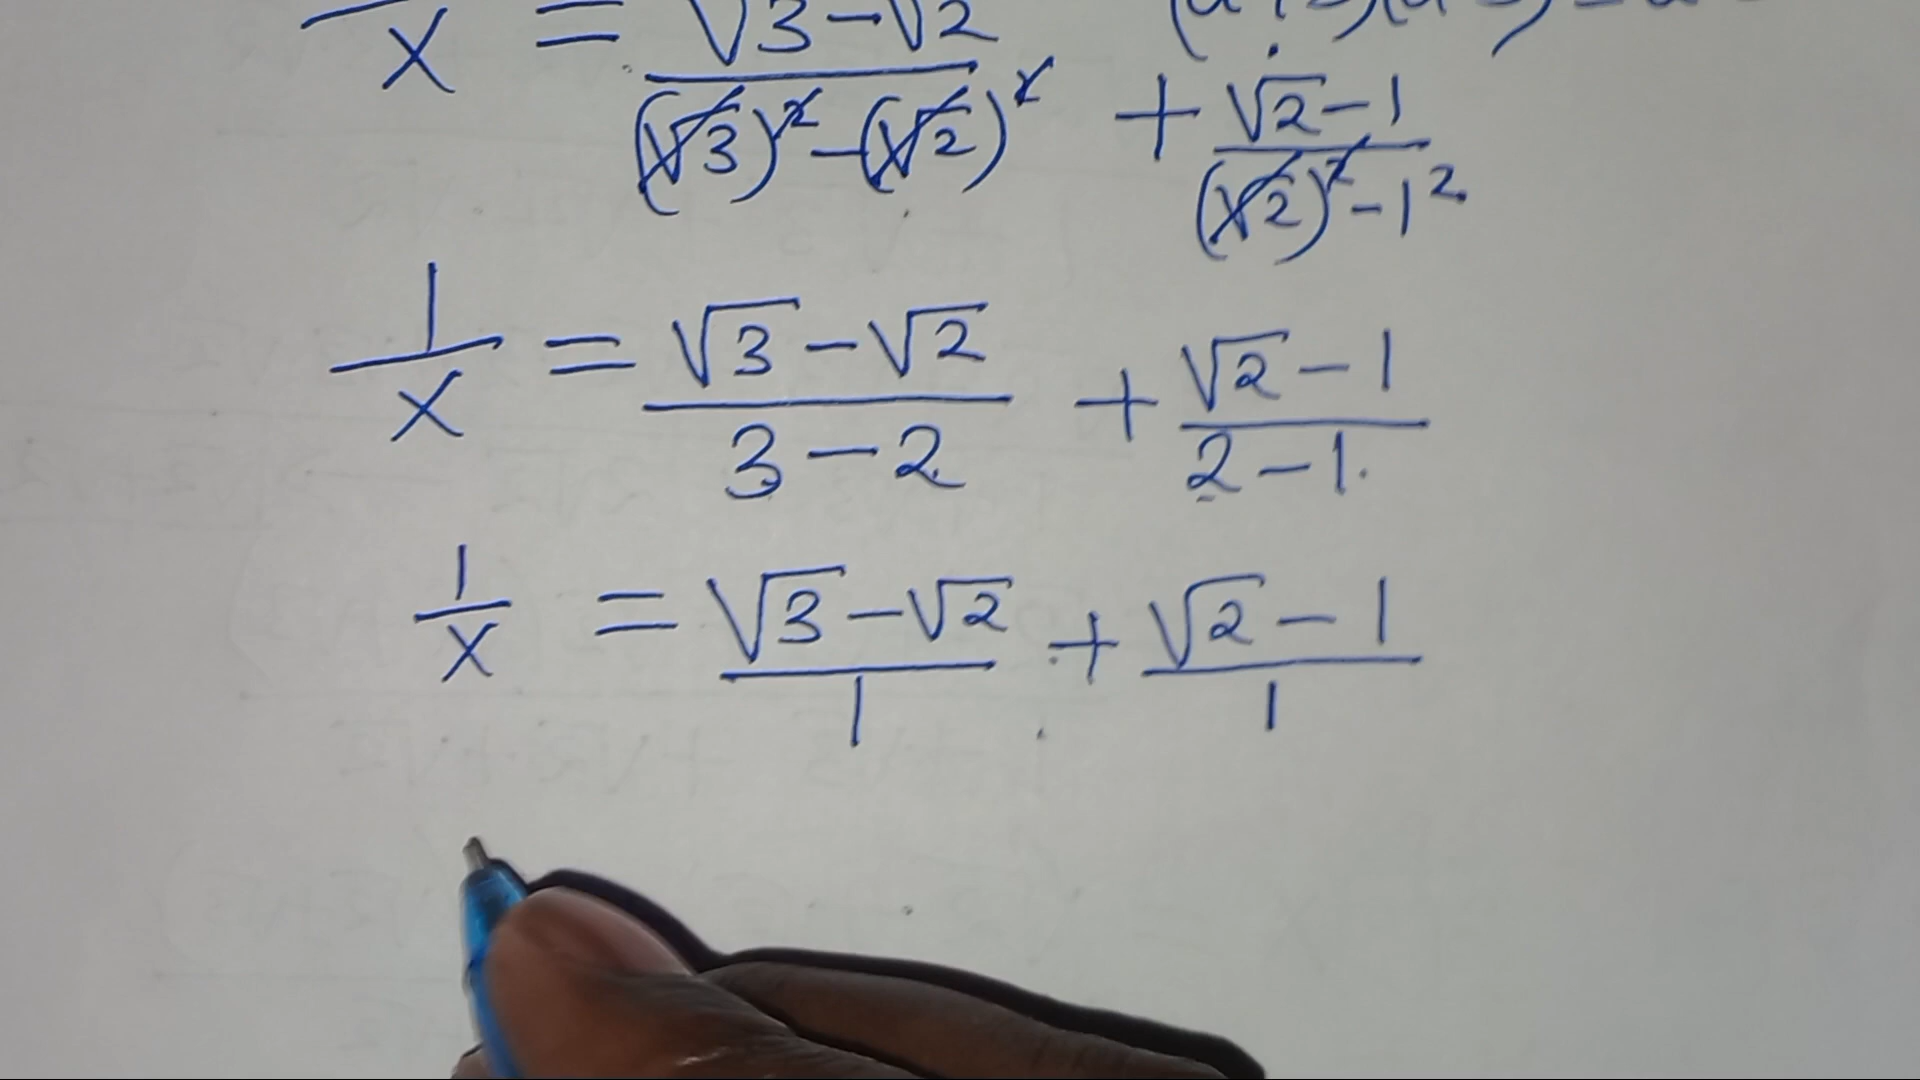 x = √3-√2
(√3)²-(√2)² + √2-1
(√2)²-1²
1/x = √3-√2/3-2 + √2-1/2-1
1/x = √3-√2/1 + √2-1/1